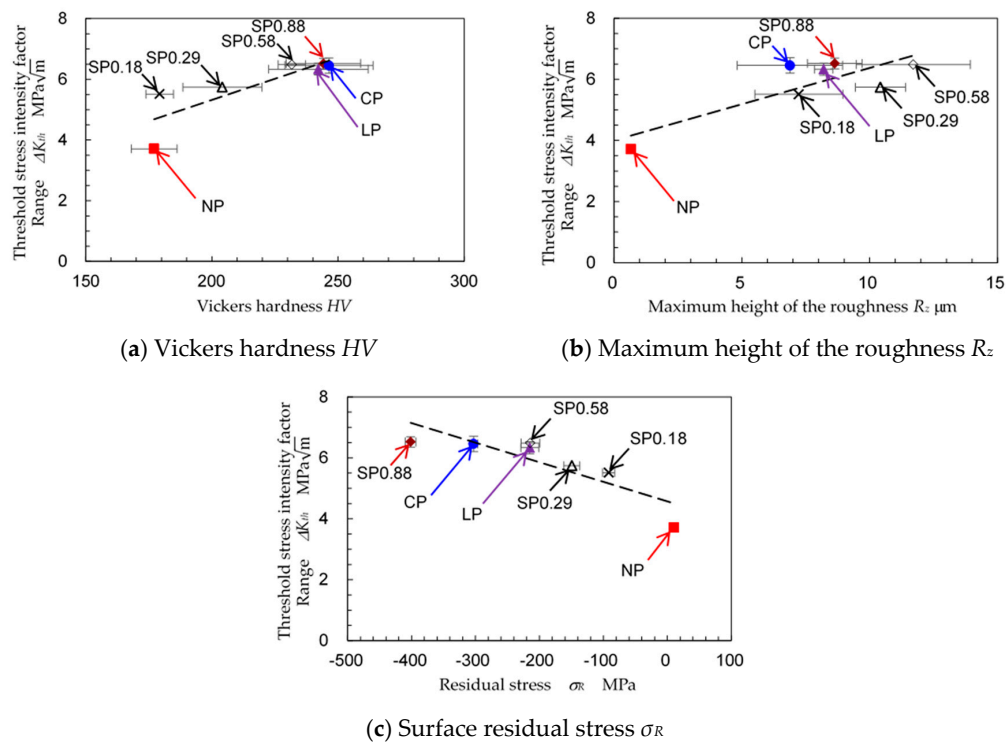 Threshold stress intensity factor
Range ΔKth MPa√m
8
6
4
2
0
SP0.88
SP0.58
SP0.29
SP0.18
CP
LP
NP
150
200
250
300
Vickers hardness HV
(a) Vickers hardness HV
Threshold stress intensity factor
Range ΔKth MPa√m
8
6
4
2
0
SP0.88
CP
SP0.58
SP0.18
SP0.29
LP
NP
0
5
10
15
Maximum height of the roughness Rz μm
(b) Maximum height of the roughness Rz
Threshold stress intensity factor
Range ΔKth MPa√m
8
6
4
2
0
SP0.58
SP0.18
SP0.88
CP
LP
SP0.29
NP
-500
-400
-300
-200
-100
0
100
Residual stress σR MPa
(c) Surface residual stress σR